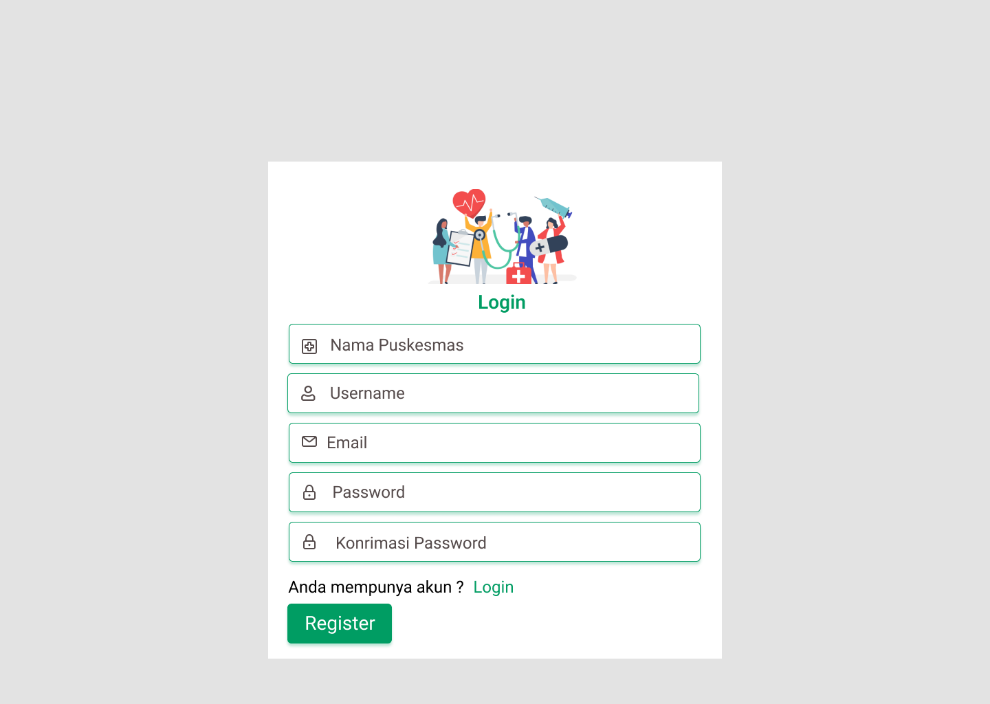 Login
Nama Puskesmas
Username
Email
Password
Konrimasi Password
Anda mempunya akun ? Login
Register